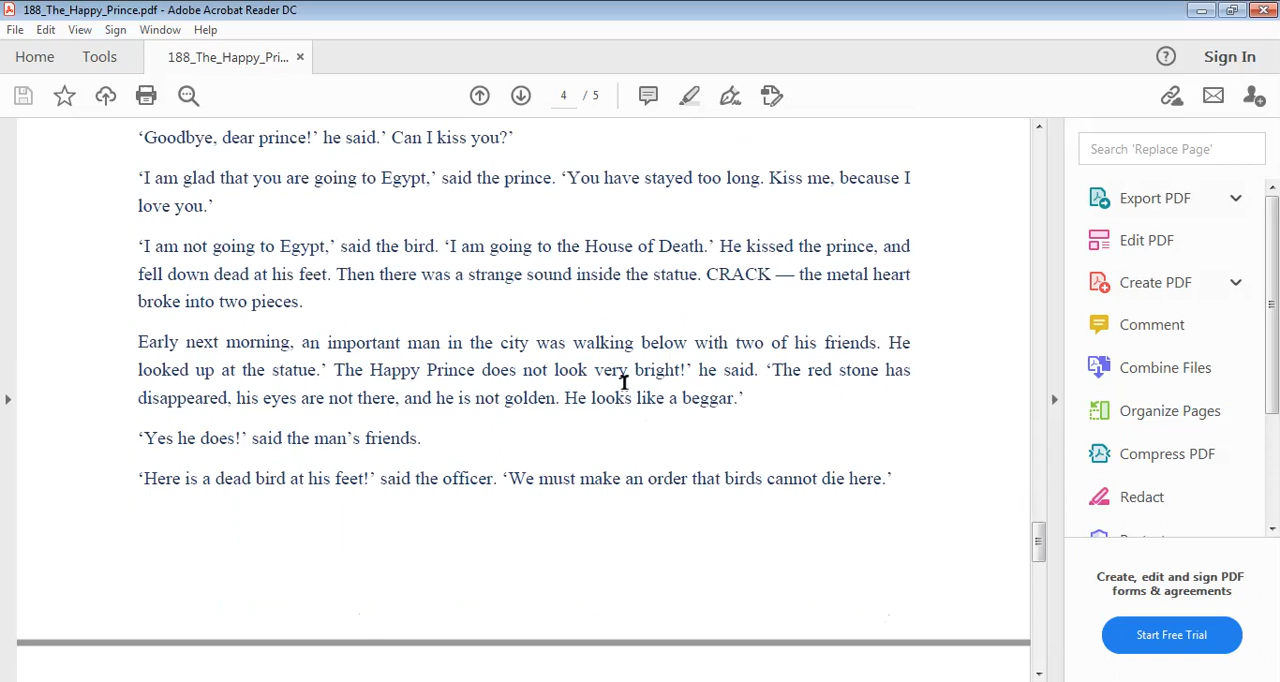 188_The_Happy_Prince.pdf - Adobe Acrobat Reader DC
File Edit View Sign Window Help
Home Tools 188_The_Happy_Pri... × Sign In
4 / 5
‘Goodbye, dear prince!’ he said.’ Can I kiss you?’
‘I am glad that you are going to Egypt,’ said the prince. ‘You have stayed too long. Kiss me, because I
love you.’
‘I am not going to Egypt,’ said the bird. ‘I am going to the House of Death.’ He kissed the prince, and
fell down dead at his feet. Then there was a strange sound inside the statue. CRACK — the metal heart
broke into two pieces.
Early next morning, an important man in the city was walking below with two of his friends. He
looked up at the statue.’ The Happy Prince does not look very bright!’ he said. ‘The red stone has
disappeared, his eyes are not there, and he is not golden. He looks like a beggar.’
‘Yes he does!’ said the man’s friends.
‘Here is a dead bird at his feet!’ said the officer. ‘We must make an order that birds cannot die here.’
Search 'Replace Page'
Export PDF
Edit PDF
Create PDF
Comment
Combine Files
Organize Pages
Compress PDF
Redact
Create, edit and sign PDF
forms & agreements
Start Free Trial